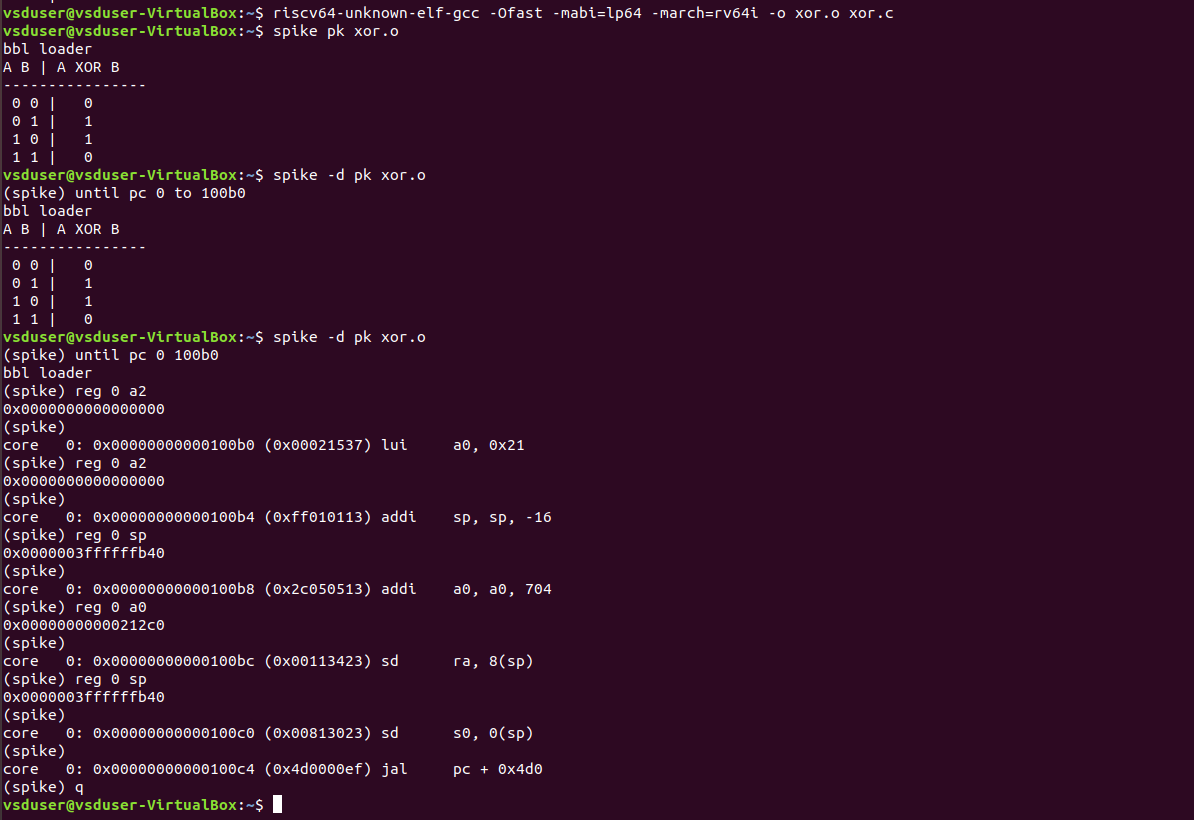 vsduser@vsduser-VirtualBox:~$ riscv64-unknown-elf-gcc -Ofast -mabi=lp64 -march=rv64i -o xor.o xor.c
vsduser@vsduser-VirtualBox:~$ spike pk xor.o
bbl loader
A B | A XOR B
----------------
 0 0 |   0
 0 1 |   1
 1 0 |   1
 1 1 |   0
vsduser@vsduser-VirtualBox:~$ spike -d pk xor.o
(spike) until pc 0 to 100b0
bbl loader
A B | A XOR B
----------------
 0 0 |   0
 0 1 |   1
 1 0 |   1
 1 1 |   0
vsduser@vsduser-VirtualBox:~$ spike -d pk xor.o
(spike) until pc 0 100b0
bbl loader
(spike) reg 0 a2
0x0000000000000000
(spike)
core   0: 0x00000000000100b0 (0x00021537) lui     a0, 0x21
(spike) reg 0 a2
0x0000000000000000
(spike)
core   0: 0x00000000000100b4 (0xff010113) addi    sp, sp, -16
(spike) reg 0 sp
0x0000003ffffffb40
(spike)
core   0: 0x00000000000100b8 (0x2c050513) addi    a0, a0, 704
(spike) reg 0 a0
0x00000000000212c0
(spike)
core   0: 0x00000000000100bc (0x00113423) sd      ra, 8(sp)
(spike) reg 0 sp
0x0000003ffffffb40
(spike)
core   0: 0x00000000000100c0 (0x00813023) sd      s0, 0(sp)
(spike)
core   0: 0x00000000000100c4 (0x4d0000ef) jal     pc + 0x4d0
(spike) q
vsduser@vsduser-VirtualBox:~$